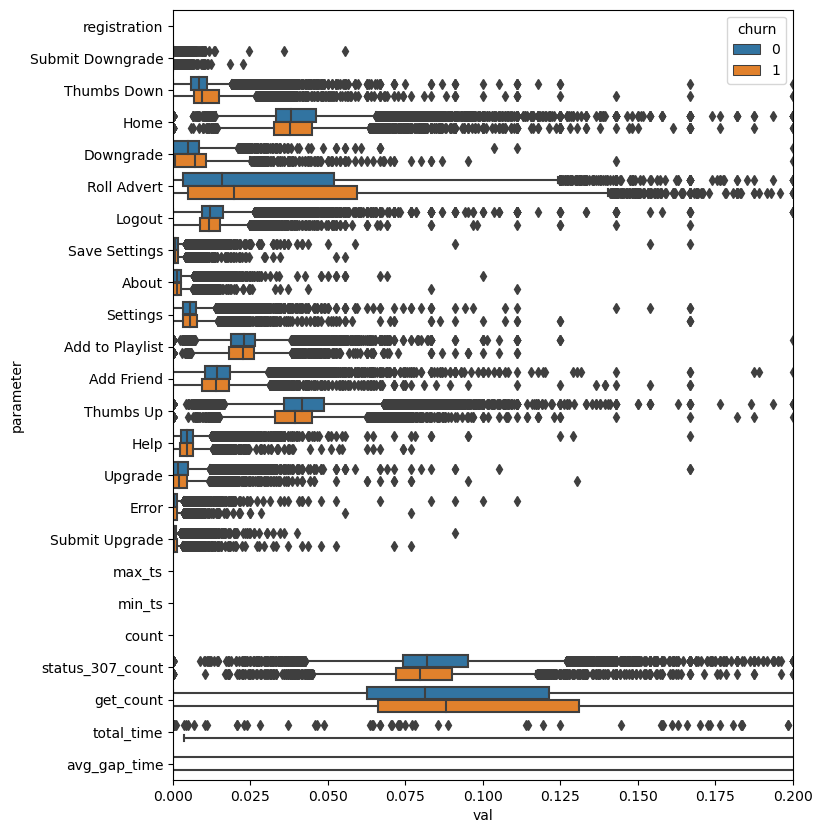 churn
0
1
registration
Submit Downgrade
Thumbs Down
Home
Downgrade
Roll Advert
Logout
Save Settings
About
Settings
Add to Playlist
Add Friend
Thumbs Up
Help
Upgrade
Error
Submit Upgrade
max_ts
min_ts
count
status_307_count
get_count
total_time
avg_gap_time
parameter
0.000 0.025 0.050 0.075 0.100 0.125 0.150 0.175 0.200
val